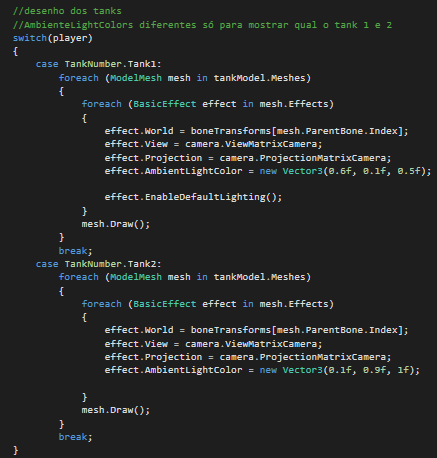 //desenho dos tanks
//AmbienteLightColors diferentes só para mostrar qual o tank 1 e 2
switch(player)
{
    case TankNumber.Tank1:
        foreach (ModelMesh mesh in tankModel.Meshes)
        {
            foreach (BasicEffect effect in mesh.Effects)
            {
                effect.World = boneTransforms[mesh.ParentBone.Index];
                effect.View = camera.ViewMatrixCamera;
                effect.Projection = camera.ProjectionMatrixCamera;
                effect.AmbientLightColor = new Vector3(0.6f, 0.1f, 0.5f);

                effect.EnableDefaultLighting();
            }
            mesh.Draw();
        }
        break;
    case TankNumber.Tank2:
        foreach (ModelMesh mesh in tankModel.Meshes)
        {
            foreach (BasicEffect effect in mesh.Effects)
            {
                effect.World = boneTransforms[mesh.ParentBone.Index];
                effect.View = camera.ViewMatrixCamera;
                effect.Projection = camera.ProjectionMatrixCamera;
                effect.AmbientLightColor = new Vector3(0.1f, 0.9f, 1f);

            }
            mesh.Draw();
        }
        break;
}